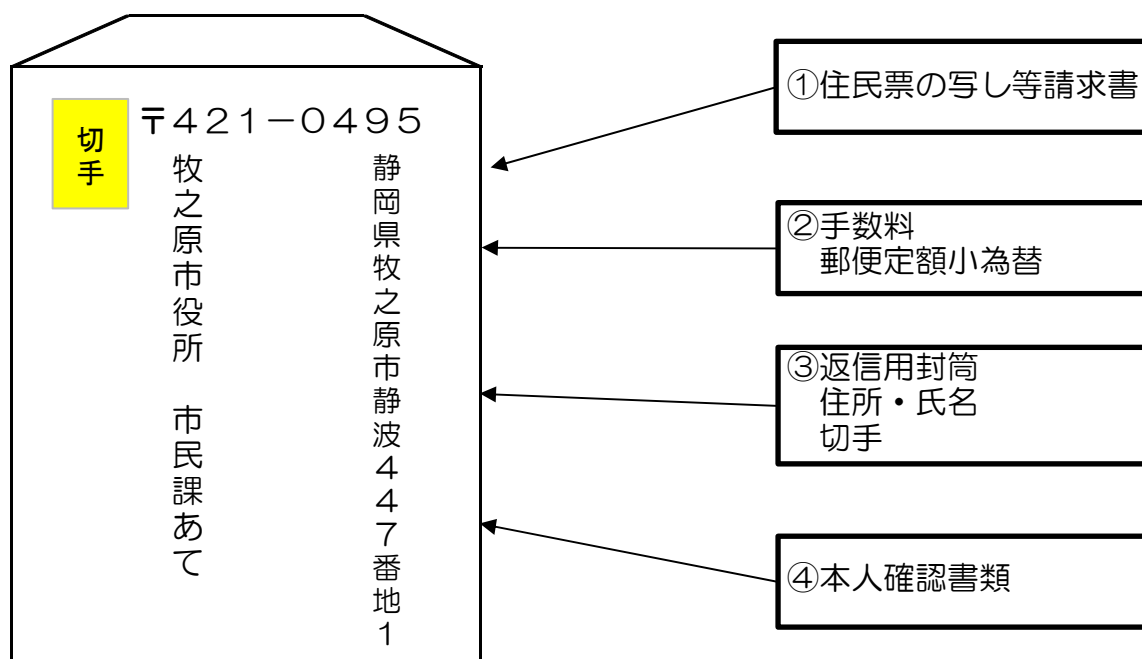 切手
〒421－0495
静岡県牧之原市静波447番地1
牧之原市役所　市民課あて
①住民票の写し等請求書
②手数料
郵便定額小為替
③返信用封筒
住所・氏名
切手
④本人確認書類